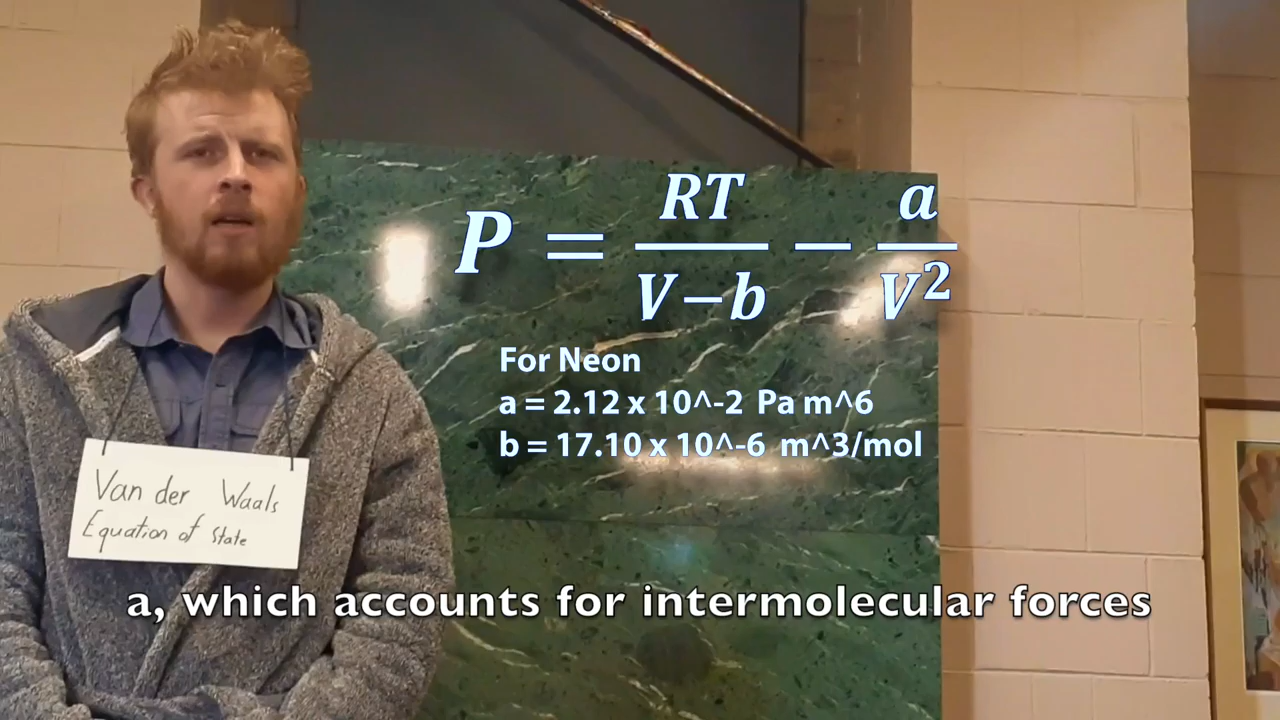 P = RT / V − b − a / V²
For Neon
a = 2.12 x 10^-2 Pa m^6
b = 17.10 x 10^-6 m^3/mol
Van der Waals
Equation of State
a, which accounts for intermolecular forces